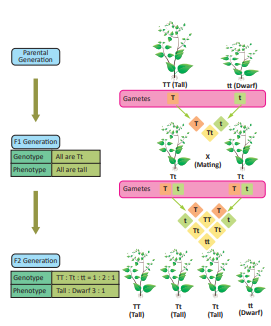 Parental
Generation
TT (Tall)
tt (Dwarf)
Gametes
T
t
T
t
Tt
F1 Generation
Genotype
All are Tt
Phenotype
All are tall
X
(Mating)
Tt
Tt
Gametes
T
t
T
t
T
T
t
TT
t
Tt
Tt
tt
F2 Generation
Genotype
TT : Tt : tt = 1 : 2 : 1
Phenotype
Tall : Dwarf 3 : 1
TT
(Tall)
Tt
(Tall)
Tt
(Tall)
tt
(Dwarf)